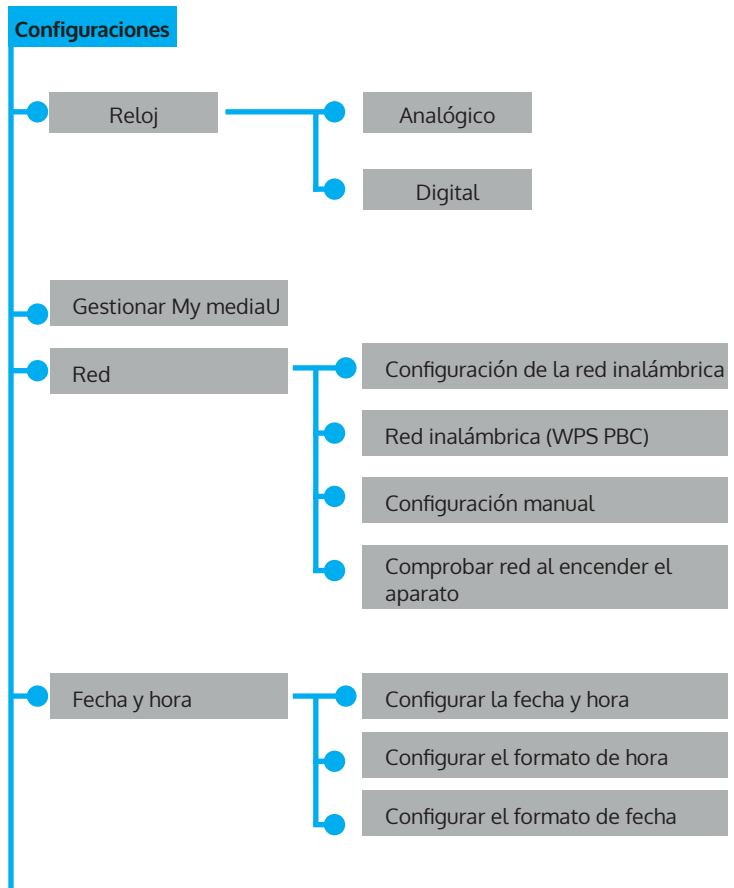 Configuraciones
Reloj
Analógico
Digital
Gestionar My mediaU
Red
Configuración de la red inalámbrica
Red inalámbrica (WPS PBC)
Configuración manual
Comprobar red al encender el
aparato
Fecha y hora
Configurar la fecha y hora
Configurar el formato de hora
Configurar el formato de fecha